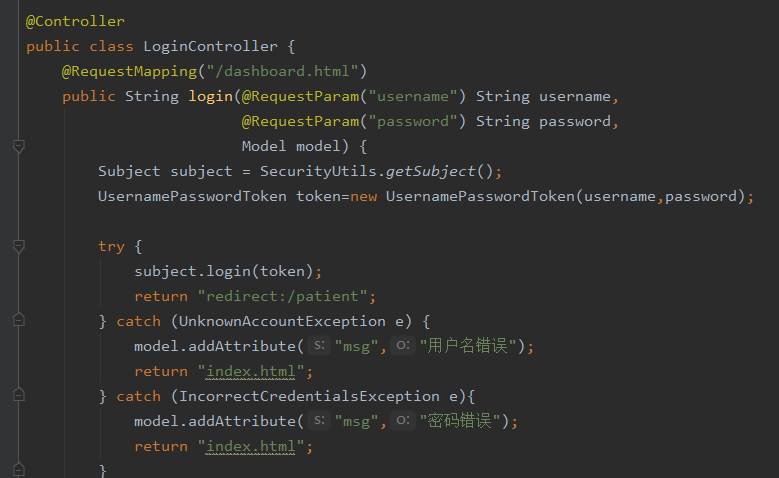 @Controller
public class LoginController {
@RequestMapping("/dashboard.html")
public String login(@RequestParam("username") String username,
@RequestParam("password") String password,
Model model) {
Subject subject = SecurityUtils.getSubject();
UsernamePasswordToken token=new UsernamePasswordToken(username,password);
try {
subject.login(token);
return "redirect:/patient";
} catch (UnknownAccountException e) {
model.addAttribute( s: "msg", o: "用户名错误");
return "index.html";
} catch (IncorrectCredentialsException e){
model.addAttribute( s: "msg", o: "密码错误");
return "index.html";
}